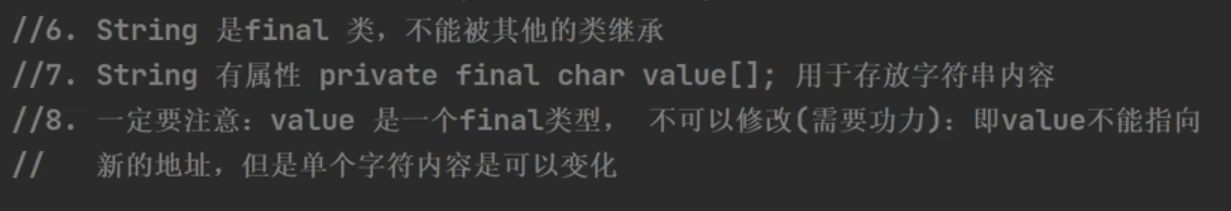 //6. String 是final 类，不能被其他的类继承
//7. String 有属性 private final char value[]; 用于存放字符串内容
//8. 一定要注意：value 是一个final类型， 不可以修改(需要功力)：即value不能指向
//   新的地址，但是单个字符内容是可以变化